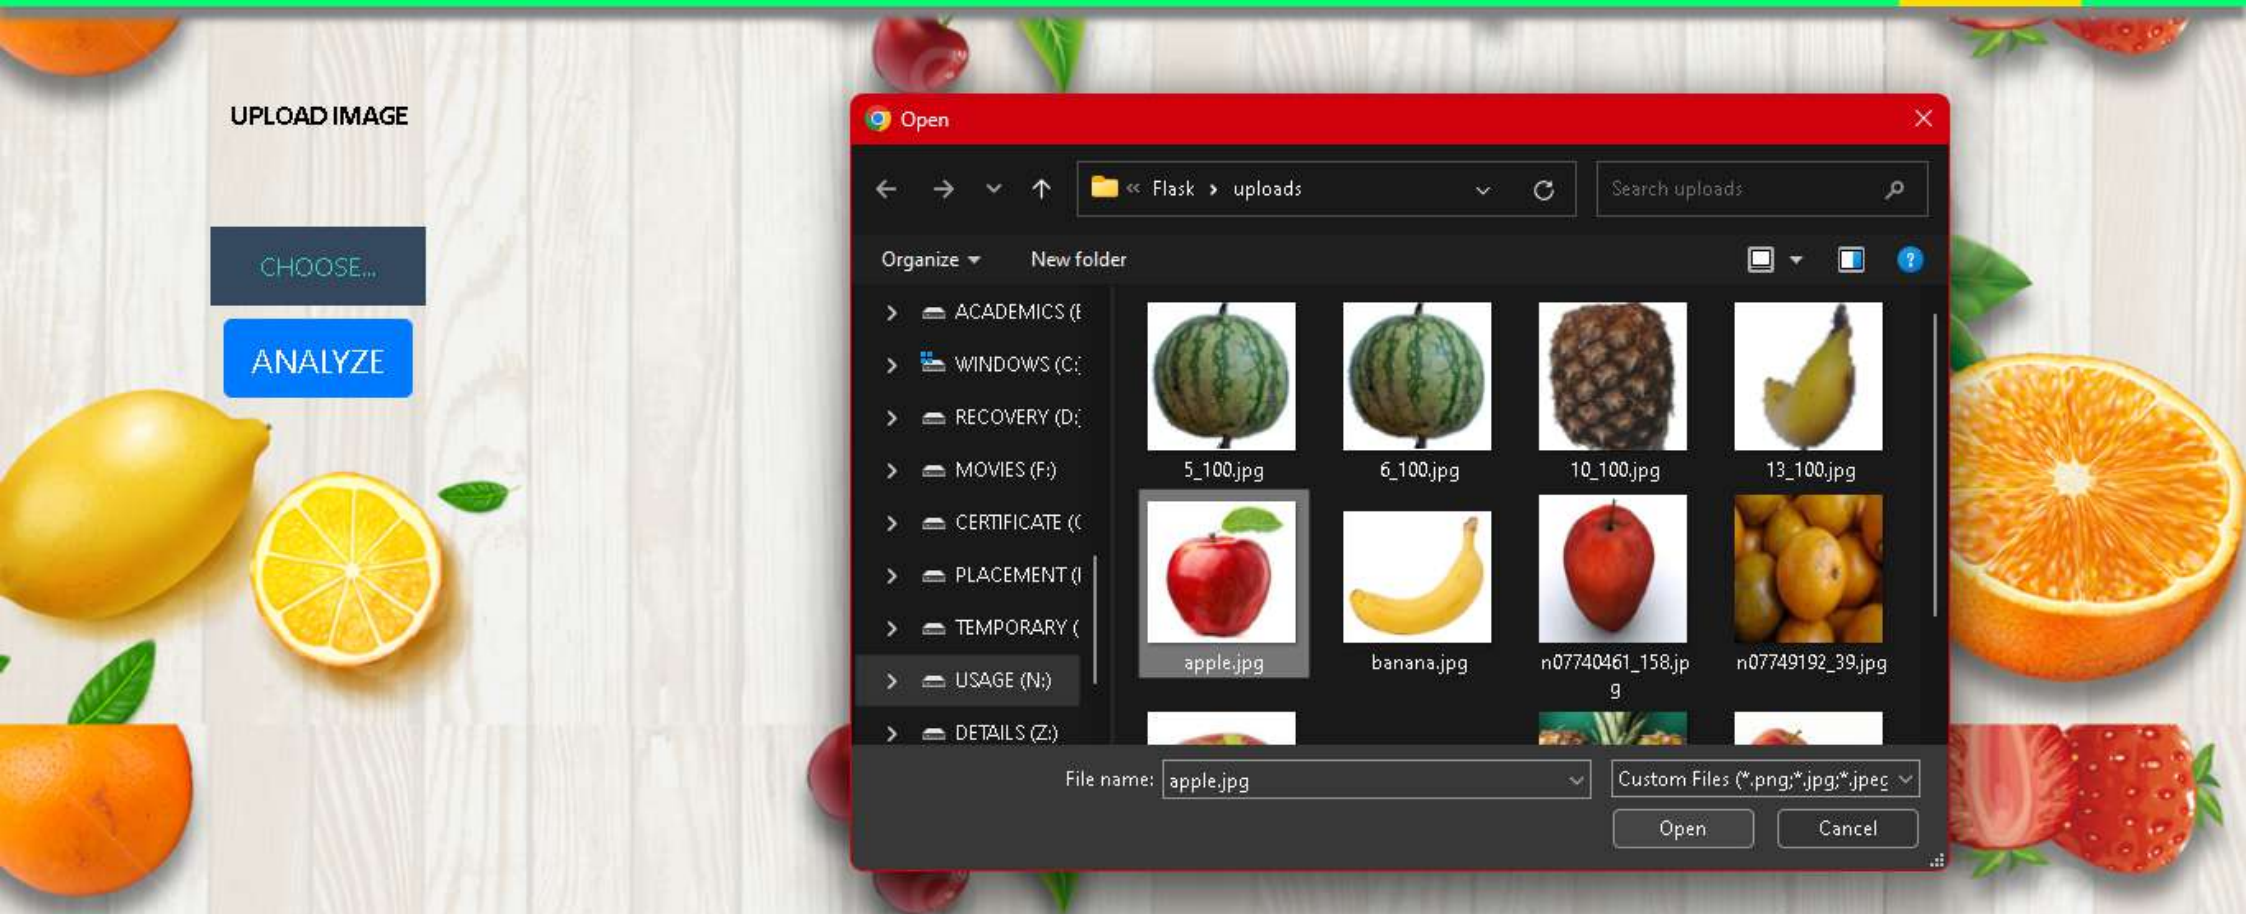 UPLOAD IMAGE
CHOOSE...
ANALYZE
Open
« Flask > uploads
Search uploads
Organize
New folder
ACADEMICS (E
WINDOWS (C:
RECOVERY (D:
MOVIES (F:)
CERTIFICATE (
PLACEMENT (
TEMPORARY (
USAGE (N:)
DETAILS (Z:)
5_100.jpg
6_100.jpg
10_100.jpg
13_100.jpg
apple.jpg
banana.jpg
n07740461_158.jp
g
n07749192_39.jpg
File name: apple.jpg
Custom Files (*.png;*.jpg;*.jpeg
Open
Cancel